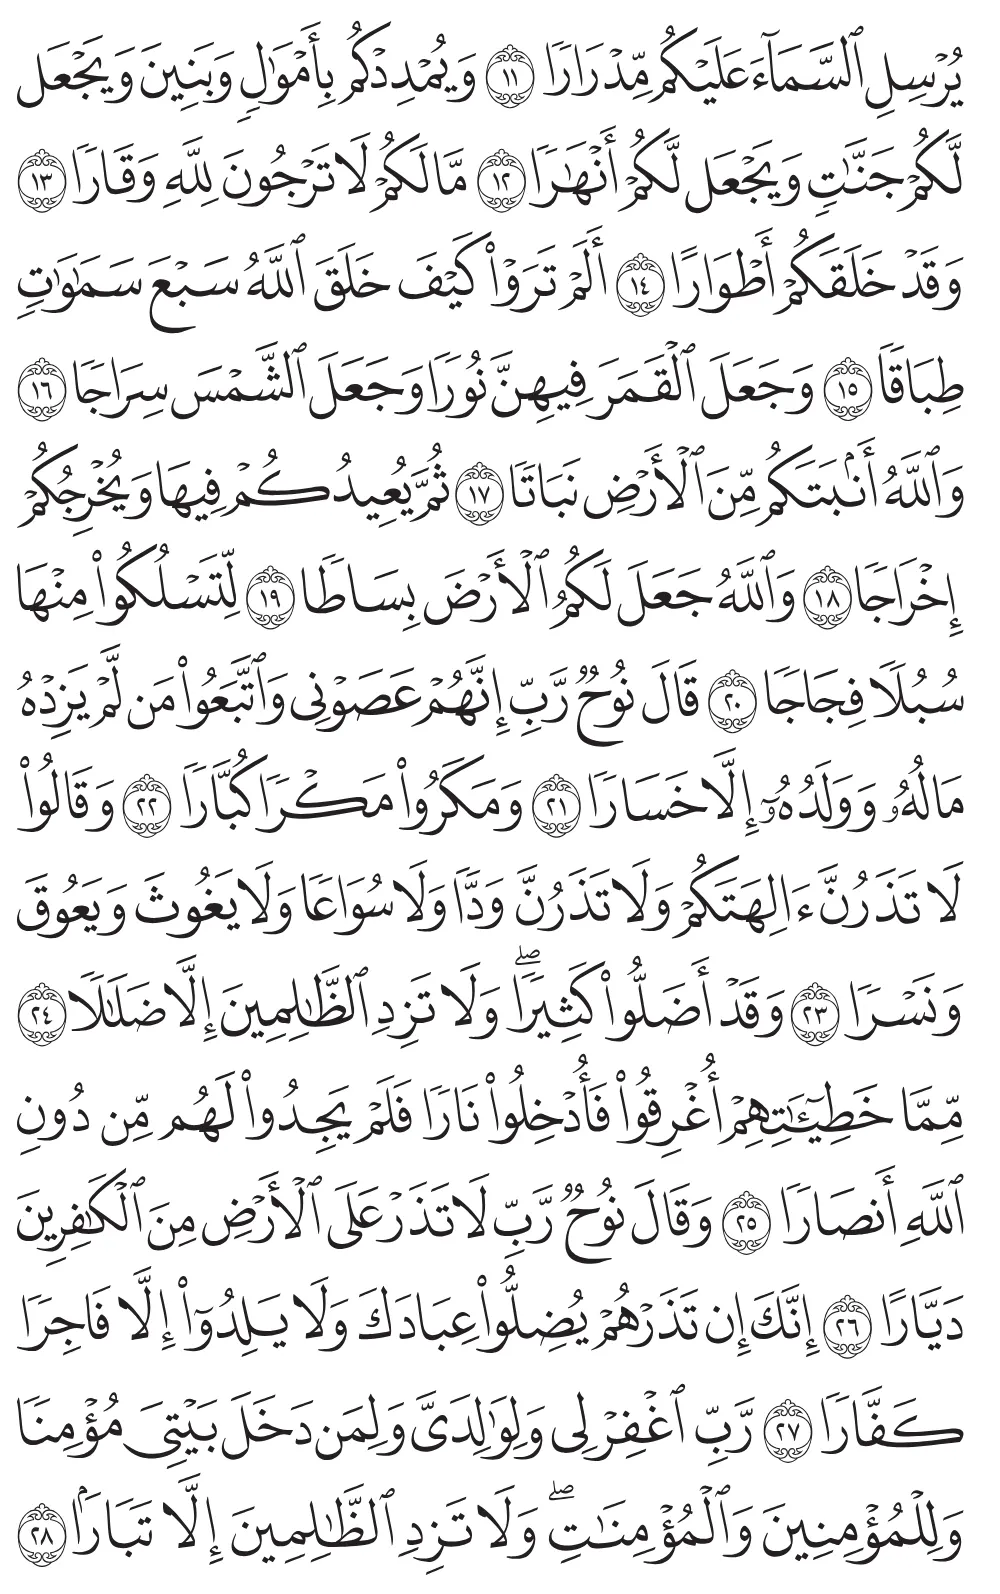 يُرْسِلِ ٱلسَّمَآءَ عَلَيْكُم مِّدْرَارًا ١١ وَيُمْدِدْكُم بِأَمْوَٰلٍ وَبَنِينَ وَيَجْعَل
لَّكُمْ جَنَّٰتٍ وَيَجْعَل لَّكُمْ أَنْهَٰرًا ١٢ مَّا لَكُمْ لَا تَرْجُونَ لِلَّهِ وَقَارًا ١٣
وَقَدْ خَلَقَكُمْ أَطْوَارًا ١٤ أَلَمْ تَرَوْا۟ كَيْفَ خَلَقَ ٱللَّهُ سَبْعَ سَمَٰوَٰتٍ
طِبَاقًا ١٥ وَجَعَلَ ٱلْقَمَرَ فِيهِنَّ نُورًا وَجَعَلَ ٱلشَّمْسَ سِرَاجًا ١٦
وَٱللَّهُ أَنۢبَتَكُم مِّنَ ٱلْأَرْضِ نَبَاتًا ١٧ ثُمَّ يُعِيدُكُمْ فِيهَا وَيُخْرِجُكُمْ
إِخْرَاجًا ١٨ وَٱللَّهُ جَعَلَ لَكُمُ ٱلْأَرْضَ بِسَاطًا ١٩ لِّتَسْلُكُوا۟ مِنْهَا
سُبُلًا فِجَاجًا ٢٠ قَالَ نُوحٌ رَّبِّ إِنَّهُمْ عَصَوْنِى وَٱتَّبَعُوا۟ مَن لَّمْ يَزِدْهُ
مَالُهُۥ وَوَلَدُهُۥٓ إِلَّا خَسَارًا ٢١ وَمَكَرُوا۟ مَكْرًا كُبَّارًا ٢٢ وَقَالُوا۟
لَا تَذَرُنَّ ءَالِهَتَكُمْ وَلَا تَذَرُنَّ وَدًّا وَلَا سُوَاعًا وَلَا يَغُوثَ وَيَعُوقَ
وَنَسْرًا ٢٣ وَقَدْ أَضَلُّوا۟ كَثِيرًا ۖ وَلَا تَزِدِ ٱلظَّٰلِمِينَ إِلَّا ضَلَٰلًا ٢٤
مِّمَّا خَطِيٓـَٰٔتِهِمْ أُغْرِقُوا۟ فَأُدْخِلُوا۟ نَارًا فَلَمْ يَجِدُوا۟ لَهُم مِّن دُونِ
ٱللَّهِ أَنصَارًا ٢٥ وَقَالَ نُوحٌ رَّبِّ لَا تَذَرْ عَلَى ٱلْأَرْضِ مِنَ ٱلْكَٰفِرِينَ
دَيَّارًا ٢٦ إِنَّكَ إِن تَذَرْهُمْ يُضِلُّوا۟ عِبَادَكَ وَلَا يَلِدُوٓا۟ إِلَّا فَاجِرًا
كَفَّارًا ٢٧ رَّبِّ ٱغْفِرْ لِى وَلِوَٰلِدَىَّ وَلِمَن دَخَلَ بَيْتِىَ مُؤْمِنًا
وَلِلْمُؤْمِنِينَ وَٱلْمُؤْمِنَٰتِ ۖ وَلَا تَزِدِ ٱلظَّٰلِمِينَ إِلَّا تَبَارًۢا ٢٨